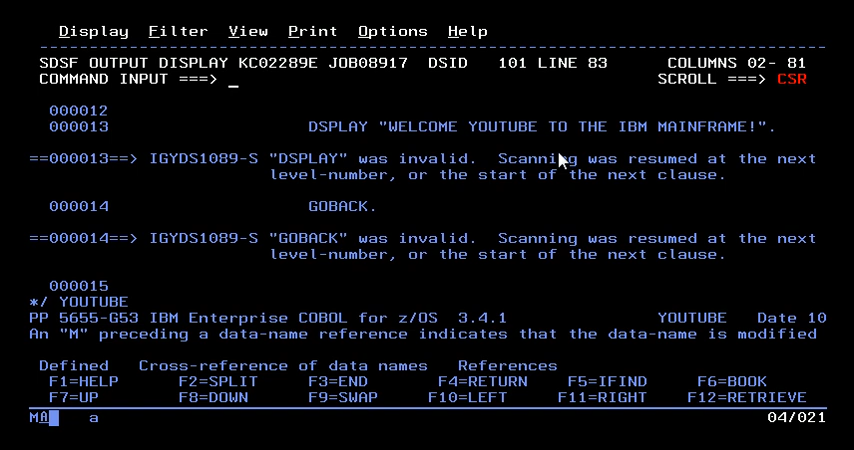 Display Filter View Print Options Help
SDSF OUTPUT DISPLAY KC02289E JOB08917 DSID 101 LINE 83 COLUMNS 02- 81
COMMAND INPUT ===> _ SCROLL ===> CSR
000012
000013 DSPLAY "WELCOME YOUTUBE TO THE IBM MAINFRAME!".
==000013==> IGYDS1089-S "DSPLAY" was invalid. Scanning was resumed at the next
level-number, or the start of the next clause.
000014 GOBACK.
==000014==> IGYDS1089-S "GOBACK" was invalid. Scanning was resumed at the next
level-number, or the start of the next clause.
000015
*/ YOUTUBE
PP 5655-G53 IBM Enterprise COBOL for z/OS 3.4.1 YOUTUBE Date 10
An "M" preceding a data-name reference indicates that the data-name is modified
Defined Cross-reference of data names References
F1=HELP F2=SPLIT F3=END F4=RETURN F5=IFIND F6=BOOK
F7=UP F8=DOWN F9=SWAP F10=LEFT F11=RIGHT F12=RETRIEVE
MA a 04/021